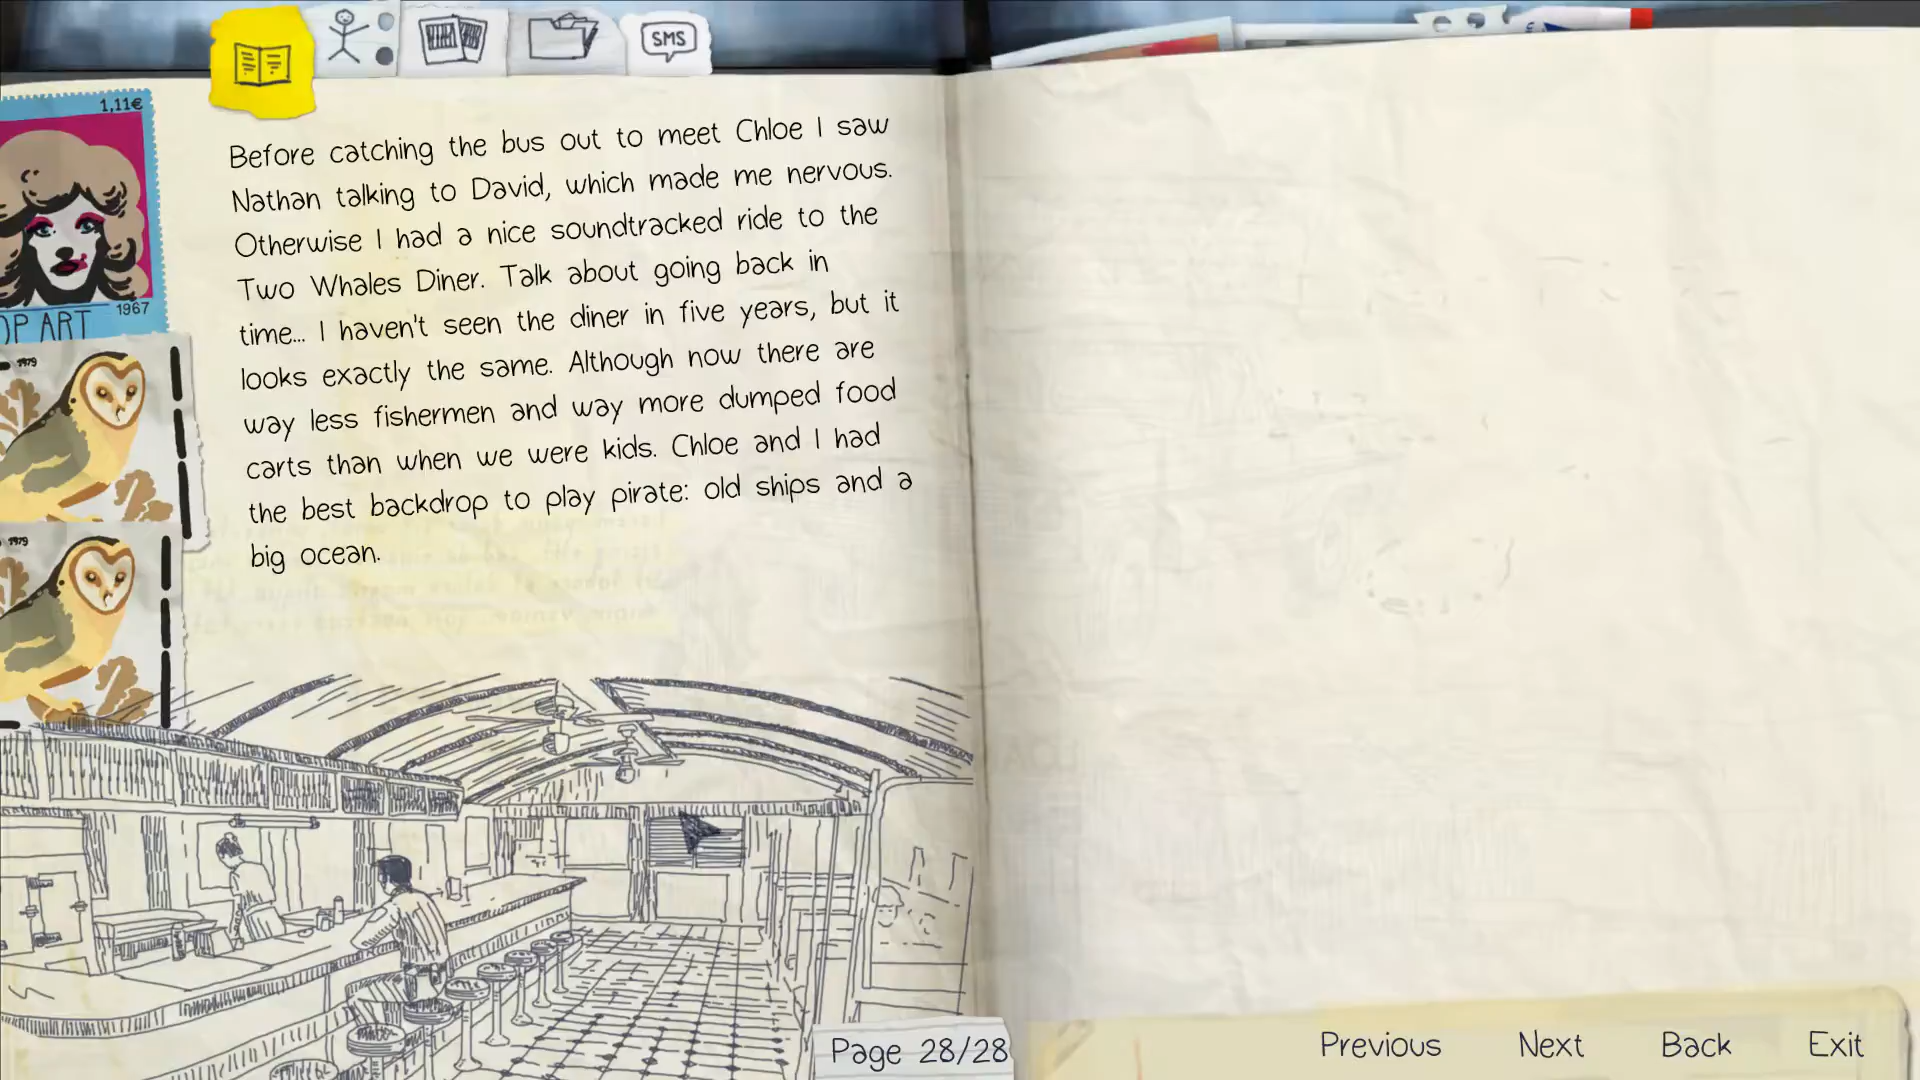 SMS
1,11€
1967
OP ART
1979
1979
Before catching the bus out to meet Chloe I saw
Nathan talking to David, which made me nervous.
Otherwise I had a nice soundtracked ride to the
Two Whales Diner. Talk about going back in
time... I haven't seen the diner in five years, but it
looks exactly the same. Although now there are
way less fishermen and way more dumped food
carts than when we were kids. Chloe and I had
the best backdrop to play pirate: old ships and a
big ocean.
Page 28/28
Previous Next Back Exit